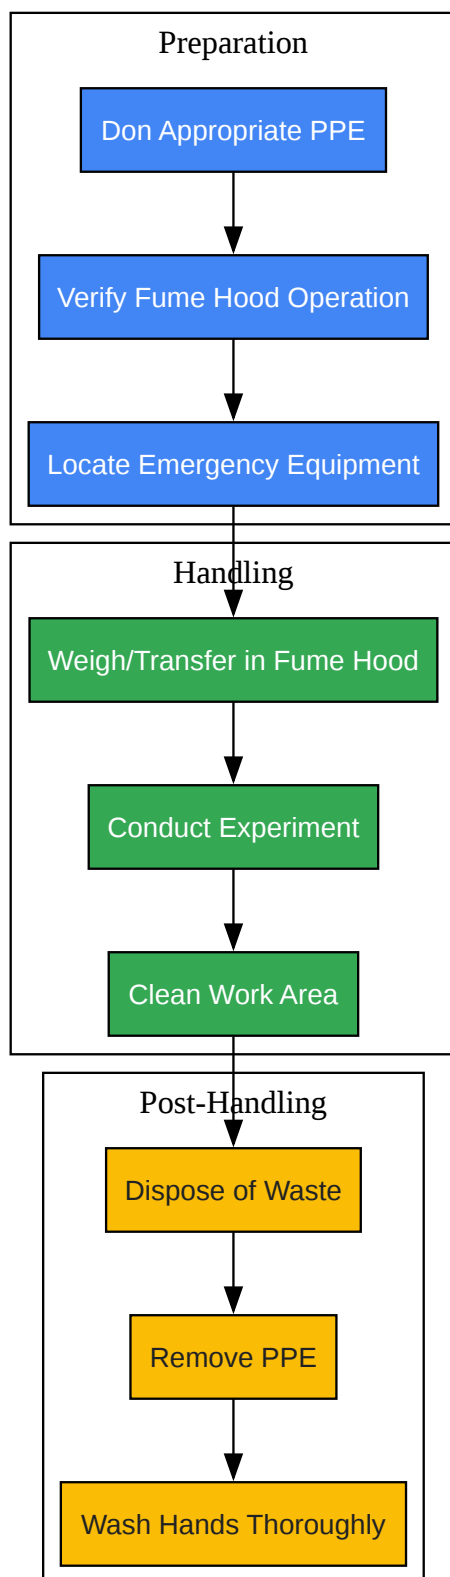 Preparation
Don Appropriate PPE
Verify Fume Hood Operation
Locate Emergency Equipment
Handling
Weigh/Transfer in Fume Hood
Conduct Experiment
Clean Work Area
Post-Handling
Dispose of Waste
Remove PPE
Wash Hands Thoroughly